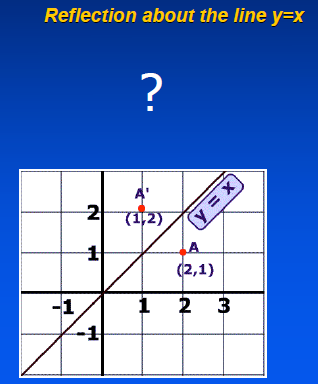 Reflection about the line y=x
?
A'
2
(1,2)
y = x
1
A
(2,1)
-1 1 2 3
-1